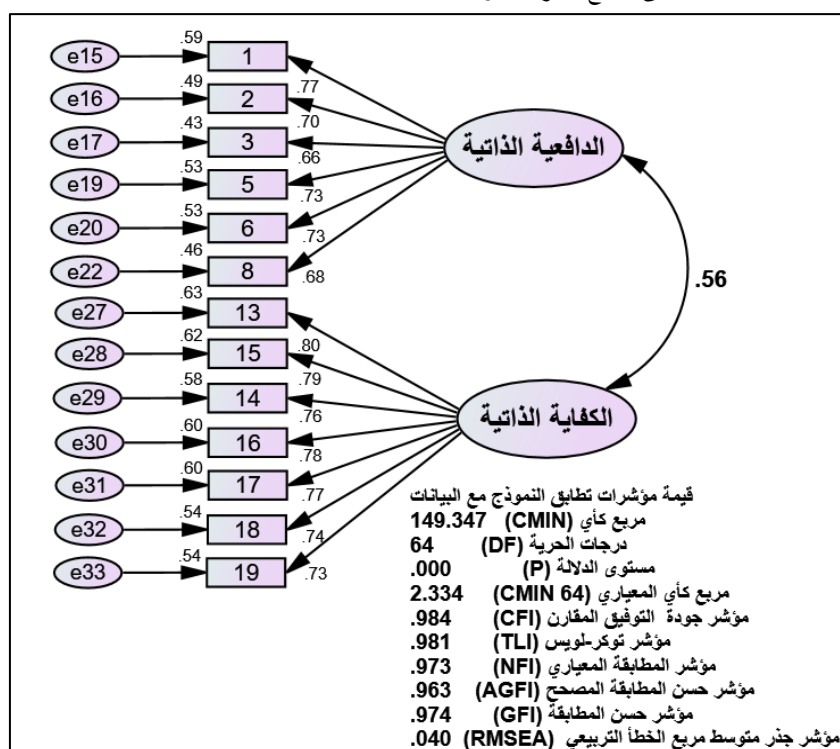 e15 .59 1 .77
e16 .49 2 .70
e17 .43 3 .66
e19 .53 5 .73
e20 .53 6 .73
e22 .46 8 .68
الدافعية الذاتية
.56
e27 .63 13 .80
e28 .62 15 .79
e29 .58 14 .76
e30 .60 16 .78
e31 .60 17 .77
e32 .54 18 .74
e33 .54 19 .73
الكفاية الذاتية
قيمة مؤشرات تطابق النموذج مع البيانات
مربع كأي (CMIN) 149.347
درجات الحرية (DF) 64
مستوى الدلالة (P) .000
مربع كأي المعياري (CMIN 64) 2.334
مؤشر جودة التوفيق المقارن (CFI) .984
مؤشر توكر-لويس (TLI) .981
مؤشر المطابقة المعياري (NFI) .973
مؤشر حسن المطابقة المصحح (AGFI) .963
مؤشر حسن المطابقة (GFI) .974
مؤشر جذر متوسط مربع الخطأ التربيعي (RMSEA) .040